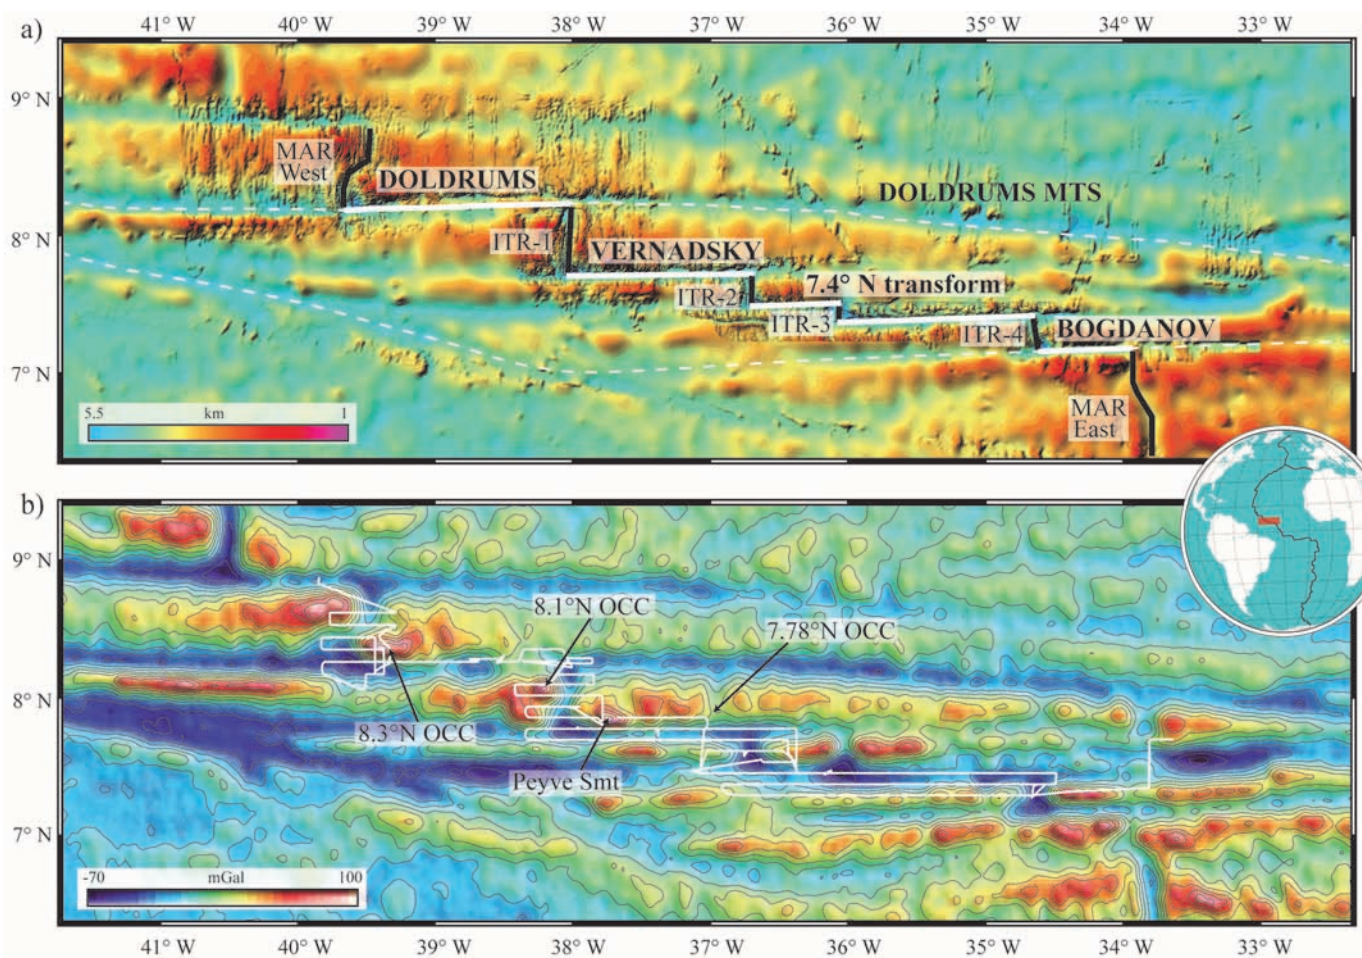 a)
41° W 40° W 39° W 38° W 37° W 36° W 35° W 34° W 33° W
9° N
MAR
West
DOLDRUMS
DOLDRUMS MTS
8° N
ITR-1
VERNADSKY
ITR-2
7.4° N transform
ITR-3
ITR-4
BOGDANOV
7° N
5.5 km 1
MAR
East
b)
9° N
8.1°N OCC
7.78°N OCC
8° N
8.3°N OCC
Peyve Smt
7° N
-70 mGal 100
41° W 40° W 39° W 38° W 37° W 36° W 35° W 34° W 33° W